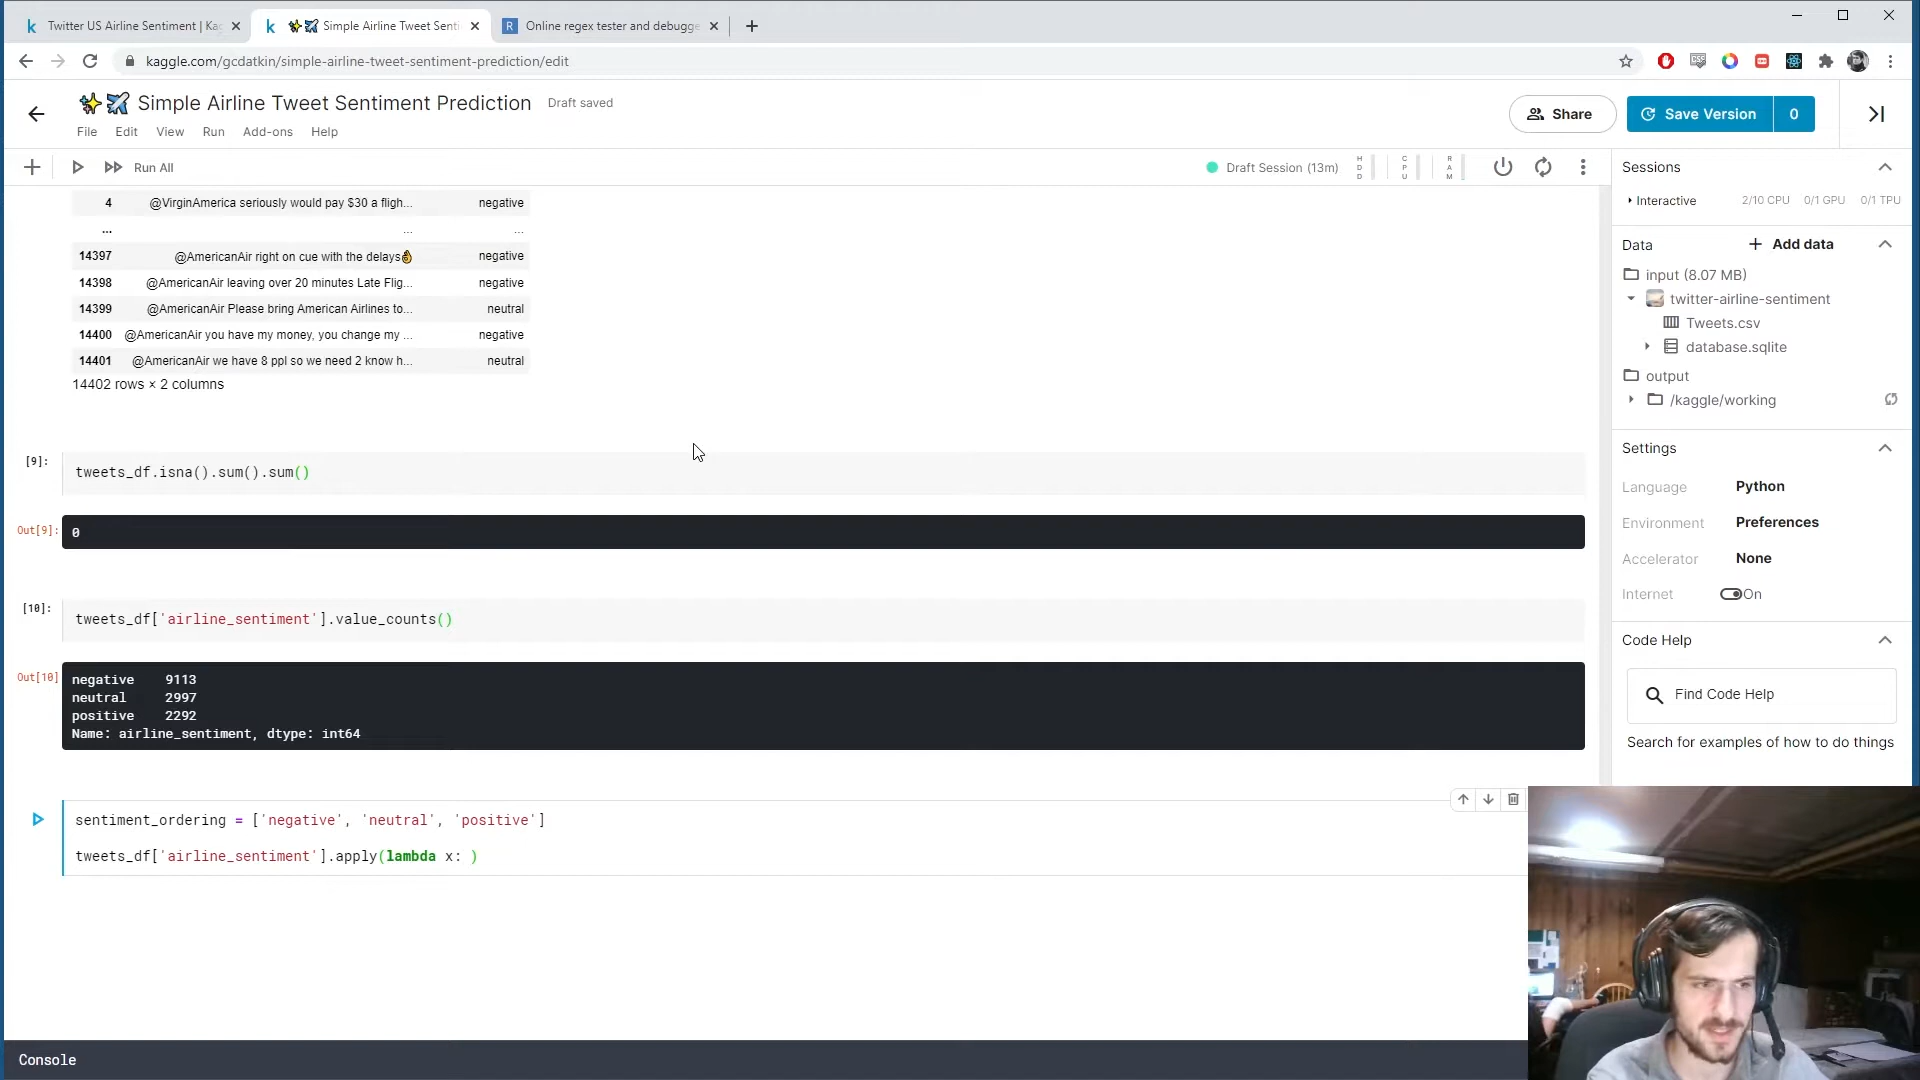 Twitter US Airline Sentiment | Kag
Simple Airline Tweet Senti
Online regex tester and debugge
kaggle.com/gcdatkin/simple-airline-tweet-sentiment-prediction/edit
✨✈️ Simple Airline Tweet Sentiment Prediction
Draft saved
Share
Save Version
0
File Edit View Run Add-ons Help
Run All
Draft Session (13m)
HDD
CPU
RAM
4 @VirginAmerica seriously would pay $30 a fligh... negative
... ... ...
14397 @AmericanAir right on cue with the delays👌 negative
14398 @AmericanAir leaving over 20 minutes Late Flig... negative
14399 @AmericanAir Please bring American Airlines to... neutral
14400 @AmericanAir you have my money, you change my ... negative
14401 @AmericanAir we have 8 ppl so we need 2 know h... neutral
14402 rows × 2 columns
[9]: tweets_df.isna().sum().sum()
Out[9]: 0
[10]: tweets_df['airline_sentiment'].value_counts()
Out[10]
negative 9113
neutral 2997
positive 2292
Name: airline_sentiment, dtype: int64
sentiment_ordering = ['negative', 'neutral', 'positive']
tweets_df['airline_sentiment'].apply(lambda x: )
Console
Sessions
Interactive 2/10 CPU 0/1 GPU 0/1 TPU
Data + Add data
input (8.07 MB)
twitter-airline-sentiment
Tweets.csv
database.sqlite
output
/kaggle/working
Settings
Language Python
Environment Preferences
Accelerator None
Internet On
Code Help
Find Code Help
Search for examples of how to do things